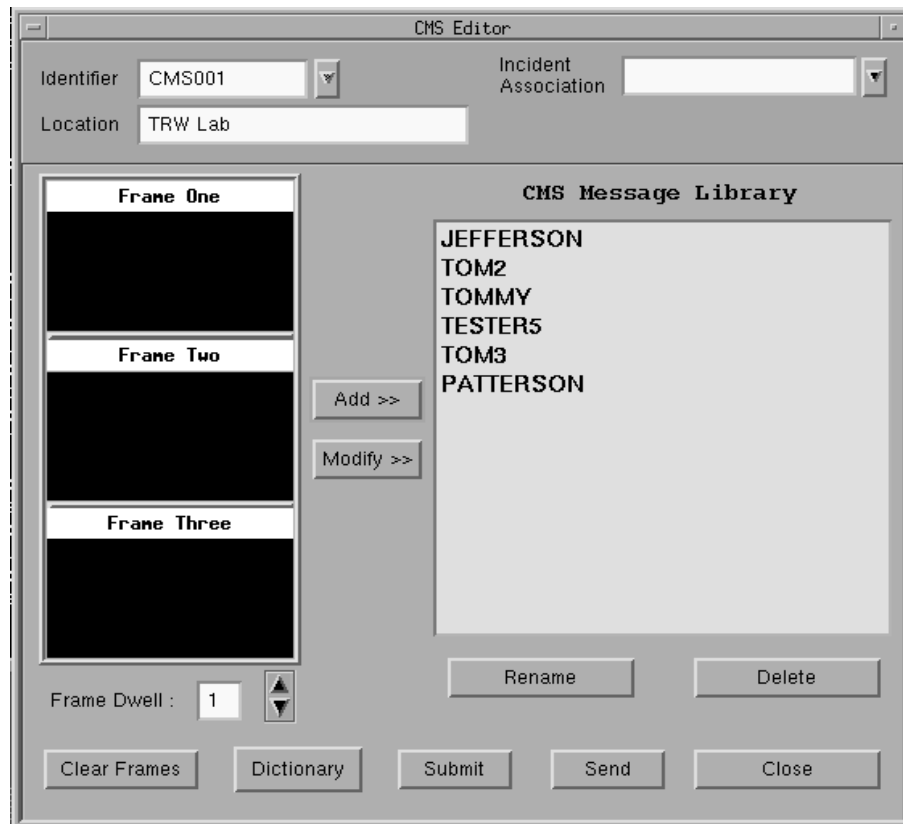 CMS Editor
Identifier CMS001
Incident
Association
Location TRW Lab
Frame One
Frame Two
Frame Three
Add >>
Modify >>
CMS Message Library
JEFFERSON
TOM2
TOMMY
TESTER5
TOM3
PATTERSON
Rename Delete
Frame Dwell : 1
Clear Frames Dictionary Submit Send Close